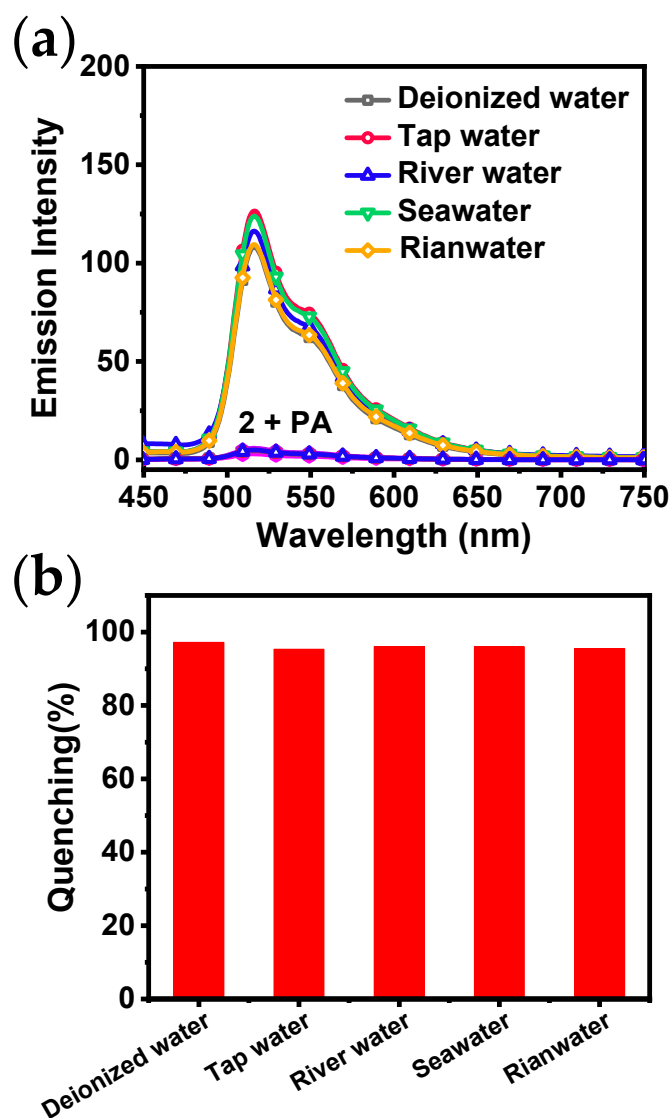 (a)
200
150
100
50
0
Emission Intensity
Deionized water
Tap water
River water
Seawater
Rianwater
2 + PA
450 500 550 600 650 700 750
Wavelength (nm)
(b)
100
80
60
40
20
0
Quenching(%)
Deionized water
Tap water
River water
Seawater
Rianwater